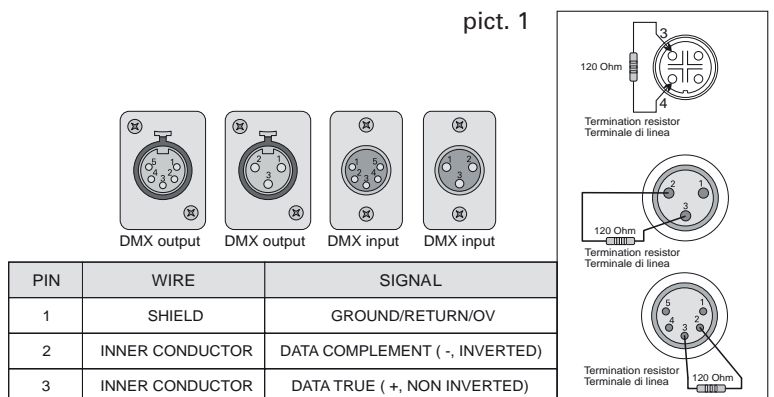 pict. 1
5 1
4 3 2
2 1
3
1 5
2 3 4
1 2
3
DMX output DMX output DMX input DMX input
PIN WIRE SIGNAL
1 SHIELD GROUND/RETURN/OV
2 INNER CONDUCTOR DATA COMPLEMENT ( -, INVERTED)
3 INNER CONDUCTOR DATA TRUE ( +, NON INVERTED)
3
120 Ohm
4
Termination resistor
Terminale di linea
2 1
3
120 Ohm
Termination resistor
Terminale di linea
5 1
4 3 2
Termination resistor
Terminale di linea
120 Ohm